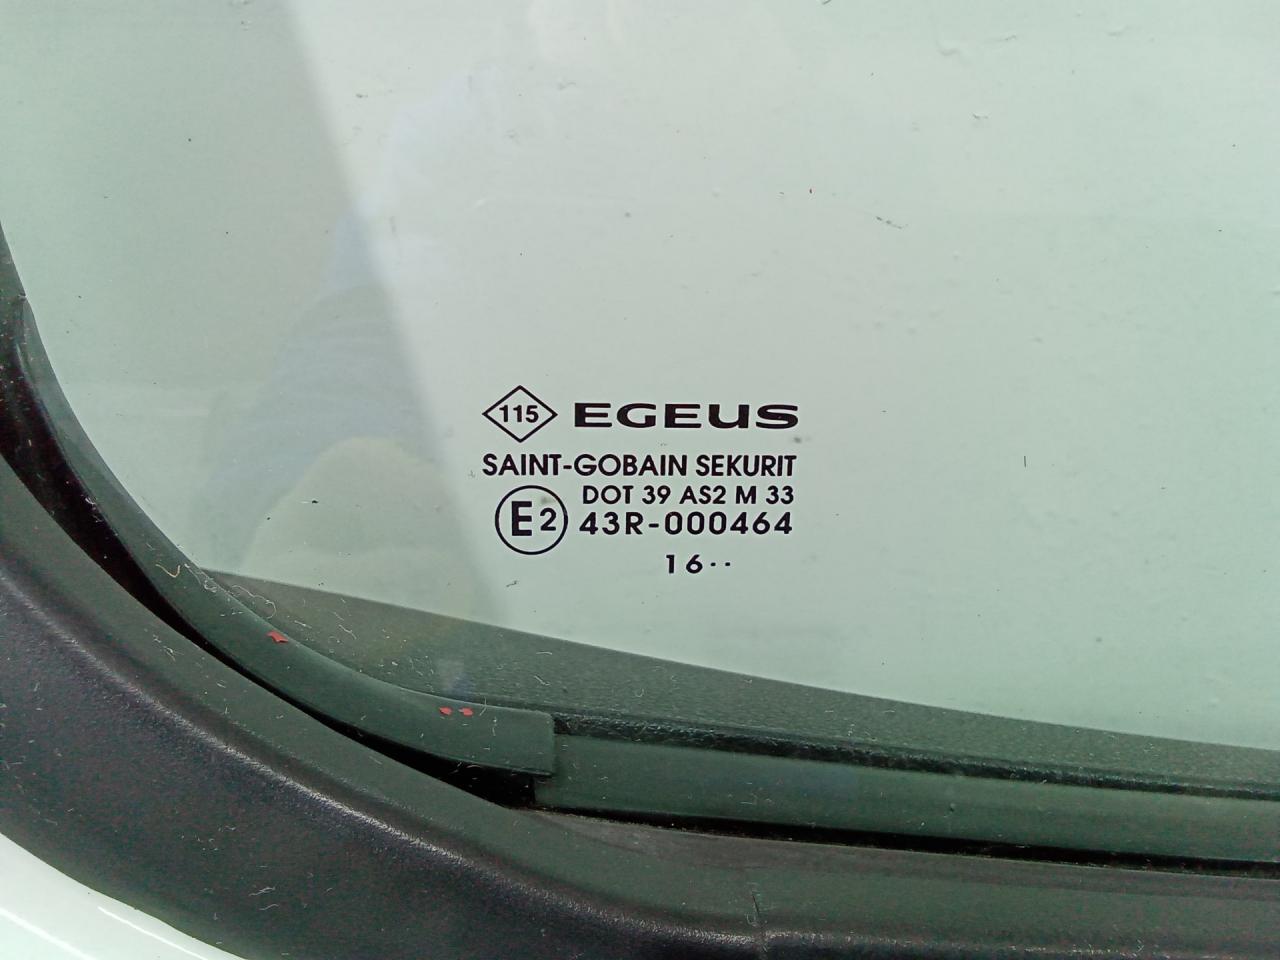 115 EGEUS
SAINT-GOBAIN SEKURIT
DOT 39 AS2 M 33
E2 43R-000464
16··